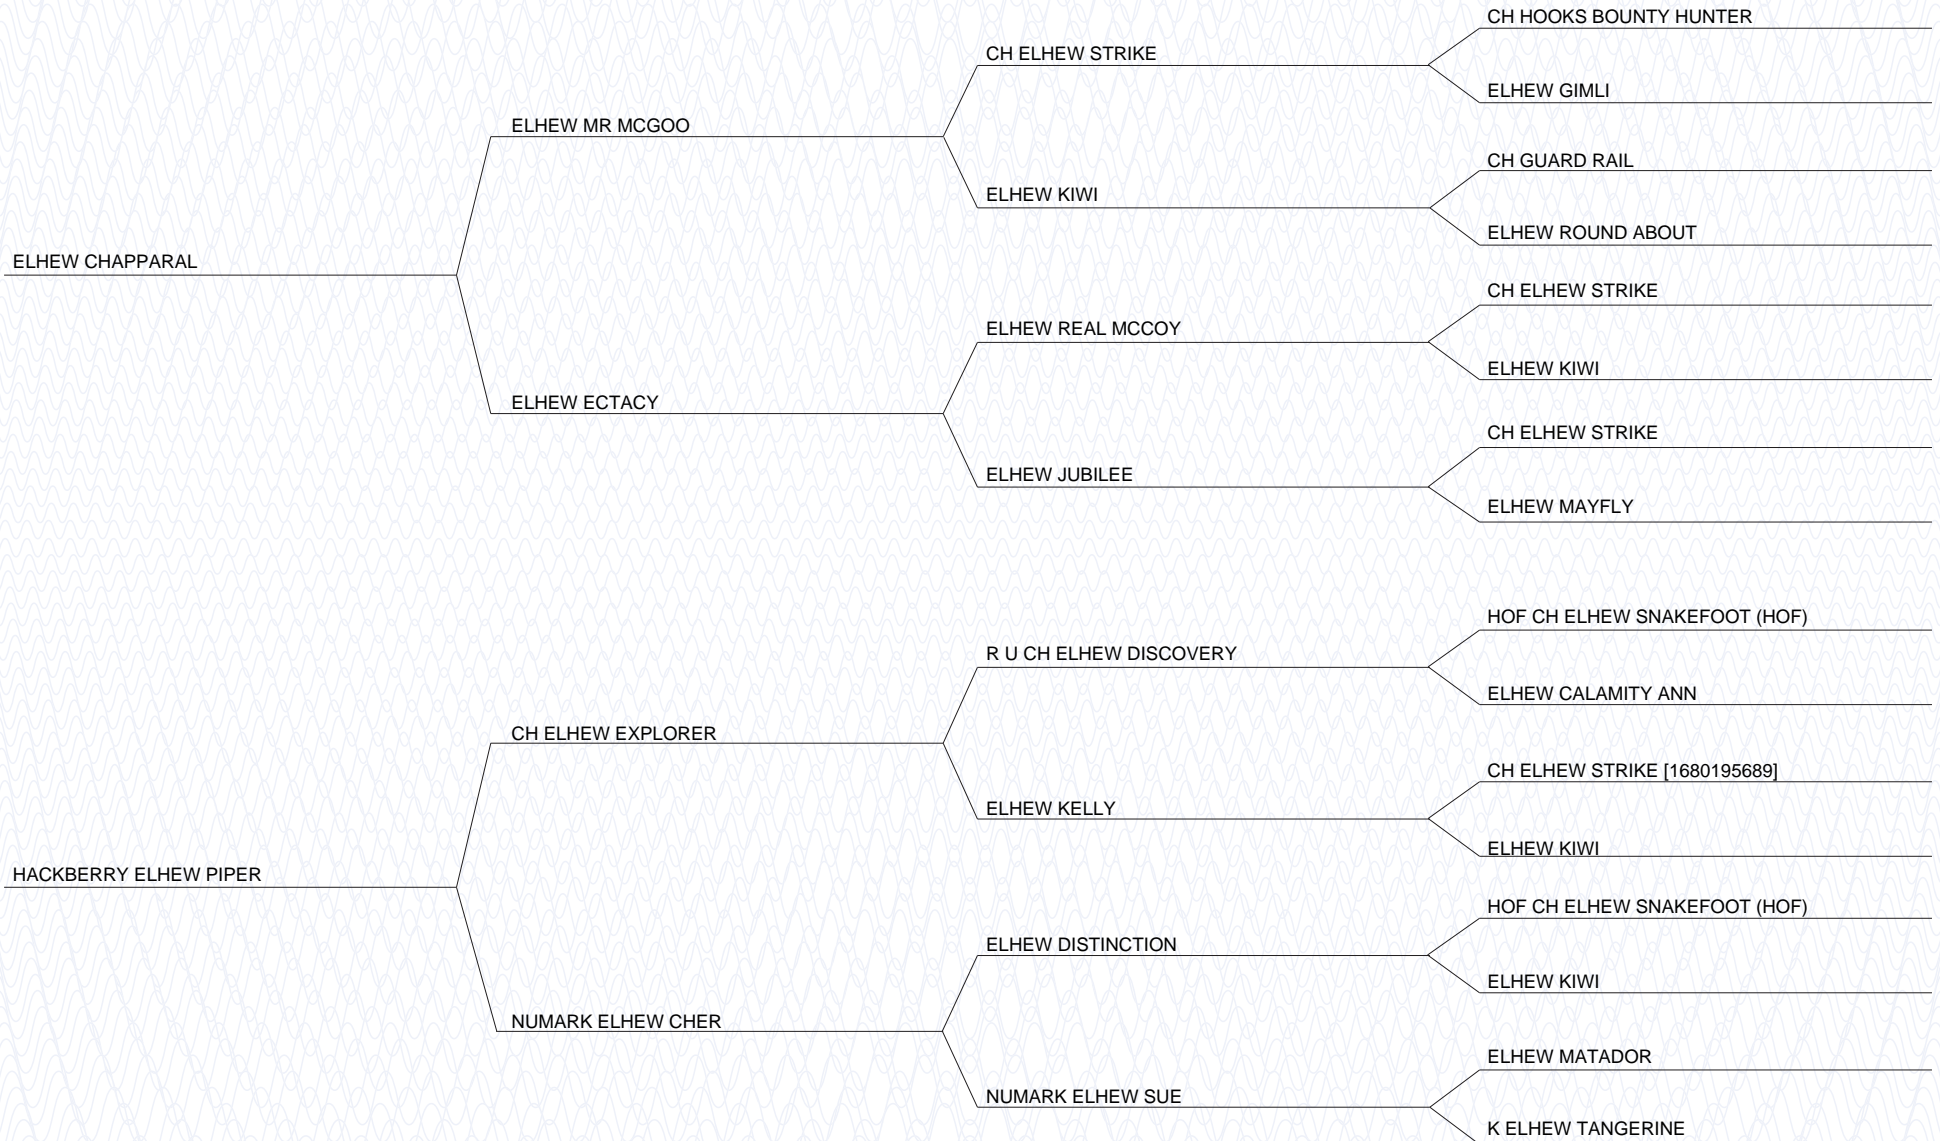 CH HOOKS BOUNTY HUNTER
CH ELHEW STRIKE
ELHEW GIMLI
ELHEW MR MCGOO
CH GUARD RAIL
ELHEW KIWI
ELHEW ROUND ABOUT
ELHEW CHAPPARAL
CH ELHEW STRIKE
ELHEW REAL MCCOY
ELHEW KIWI
ELHEW ECTACY
CH ELHEW STRIKE
ELHEW JUBILEE
ELHEW MAYFLY
HOF CH ELHEW SNAKEFOOT (HOF)
R U CH ELHEW DISCOVERY
ELHEW CALAMITY ANN
CH ELHEW EXPLORER
CH ELHEW STRIKE [1680195689]
ELHEW KELLY
ELHEW KIWI
HACKBERRY ELHEW PIPER
HOF CH ELHEW SNAKEFOOT (HOF)
ELHEW DISTINCTION
ELHEW KIWI
NUMARK ELHEW CHER
ELHEW MATADOR
NUMARK ELHEW SUE
K ELHEW TANGERINE